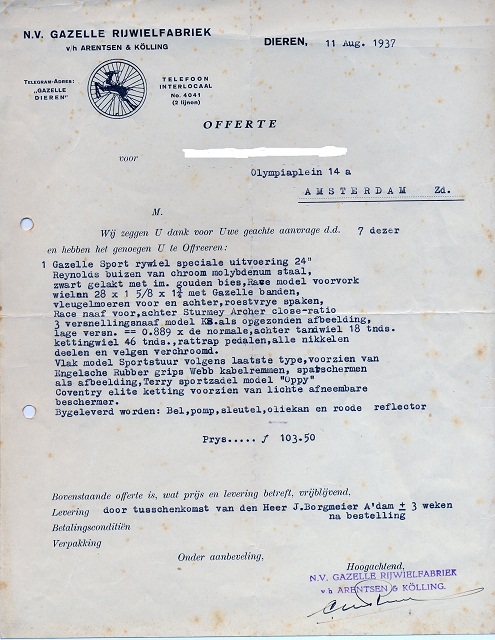 N.V. GAZELLE RIJWIELFABRIEK
v/h ARENTSEN & KÖLLING
DIEREN, 11 Aug. 1937
TELEGRAM-ADRES:
„GAZELLE
DIEREN"
TELEFOON
INTERLOCAAL
No. 4041
(2 lijnen)
OFFERTE
voor
Olympiaplein 14 a
AMSTERDAM Zd.
M.
Wij zeggen U dank voor Uwe geachte aanvrage d.d. 7 dezer
en hebben het genoegen U te Offreeren:
1 Gazelle Sport rywiel speciale uitvoering 24"
Reynolds buizen van chroom molybdenum staal,
zwart gelakt met im. gouden bies, Race model voorvork
wielen 28 x 1 5/8 x 1¼ met Gazelle banden,
vleugelmoeren voor en achter, roestvrye spaken,
Race naaf voor, achter Sturmey Archer close-ratio
3 versnellingsnaaf model KS. als opgezonden afbeelding,
lage versn. == 0.889 x de normale, achter tandwiel 18 tnds.
kettingwiel 46 tnds., rattrap pedalen, alle nikkelen
deelen en velgen verchroomd.
Vlak model Sportstuur volgens laatste type, voorzien van
Engelsche Rubber grips Webb kabelremmen, spatschermen
als afbeelding, Terry sportzadel model "Uppy"
Coventry elite ketting voorzien van lichte afneembare
beschermer.
Bygeleverd worden: Bel, pomp, sleutel, oliekan en roode reflector
Prys..... ƒ 103.50
Bovenstaande offerte is, wat prijs en levering betreft, vrijblijvend.
Levering door tusschenkomst van den Heer J. Borgmeier A'dam ± 3 weken
na bestelling
Betalingsconditiën
Verpakking
Onder aanbeveling,
Hoogachtend,
N.V. GAZELLE RIJWIELFABRIEK
v/h ARENTSEN & KÖLLING.